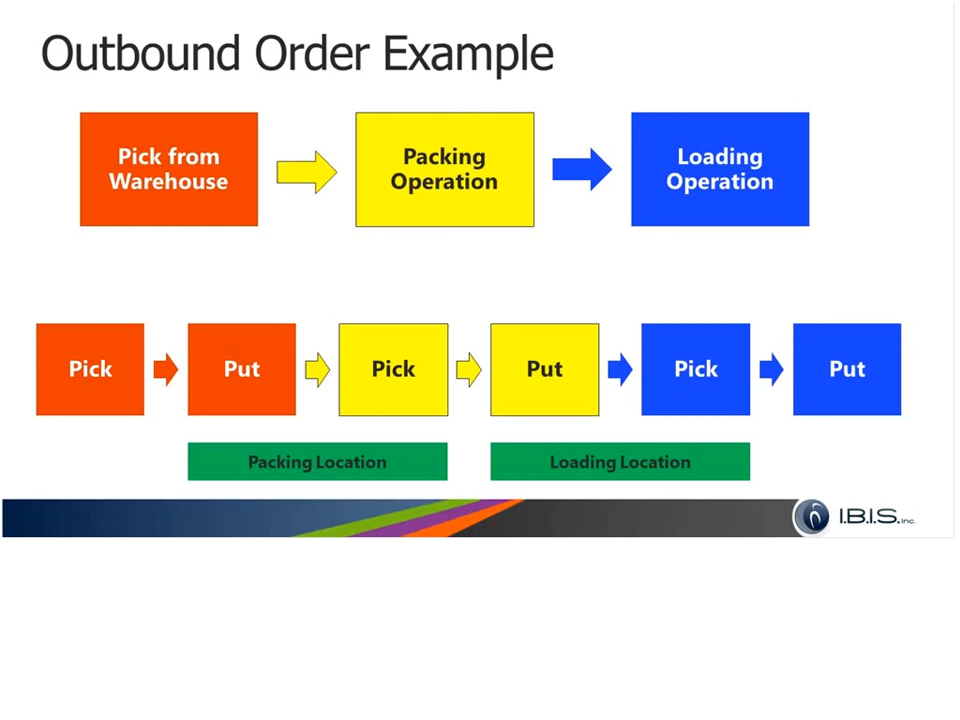 Outbound Order Example
Pick from
Warehouse
Packing
Operation
Loading
Operation
Pick
Put
Pick
Put
Pick
Put
Packing Location
Loading Location
I.B.I.S. Inc.